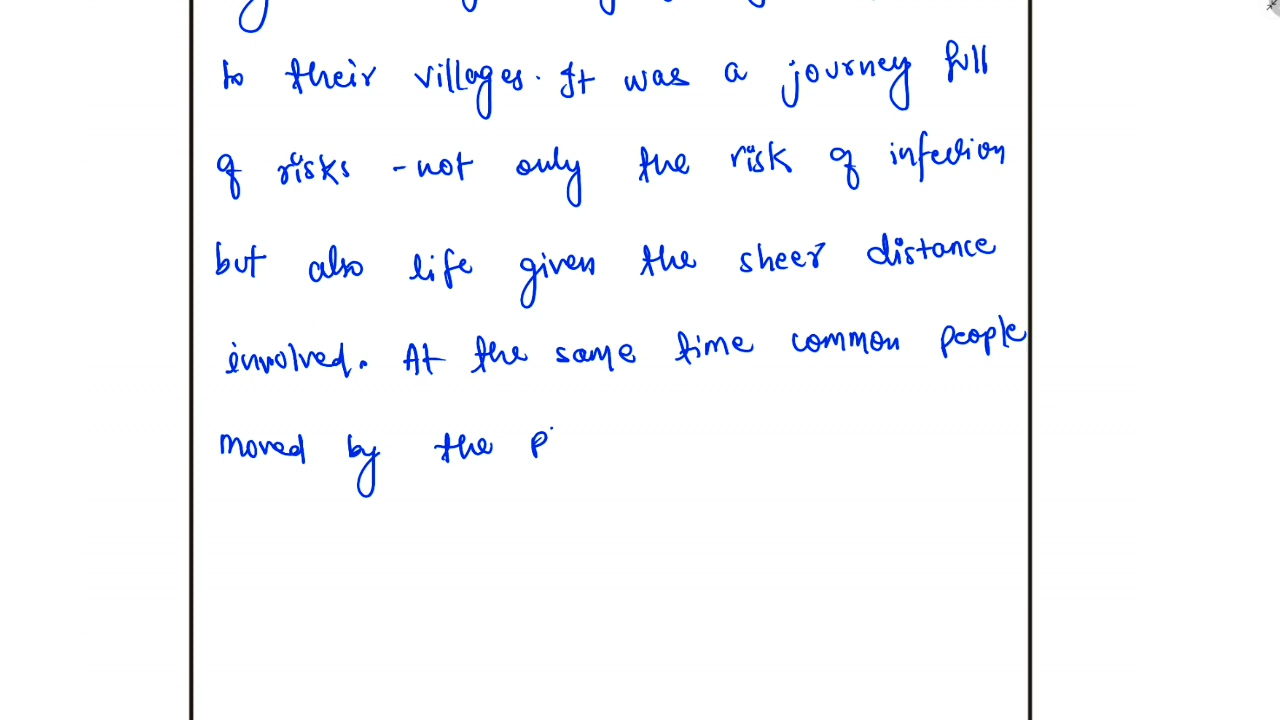 to their villages. It was a journey full
of risks - not only the risk of infection
but also life given the sheer distance
involved. At the same time common people
moved by the p